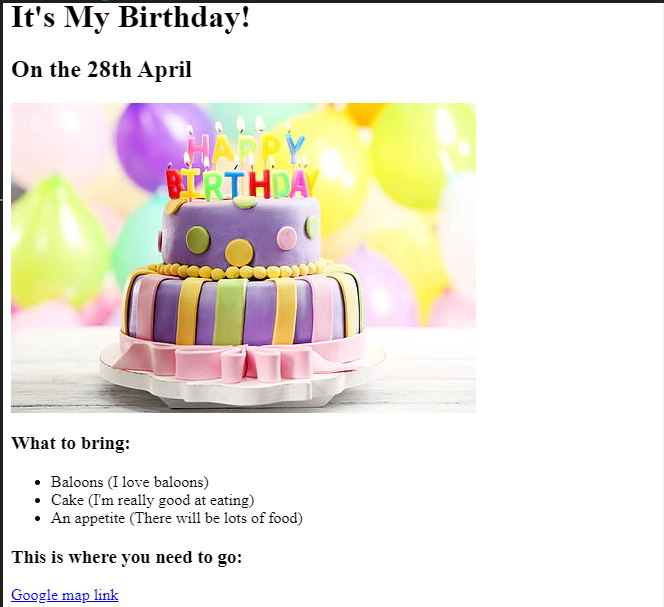 It's My Birthday!
On the 28th April
HAPPY
BIRTHDAY
What to bring:
Baloons (I love baloons)
Cake (I'm really good at eating)
An appetite (There will be lots of food)
This is where you need to go:
Google map link